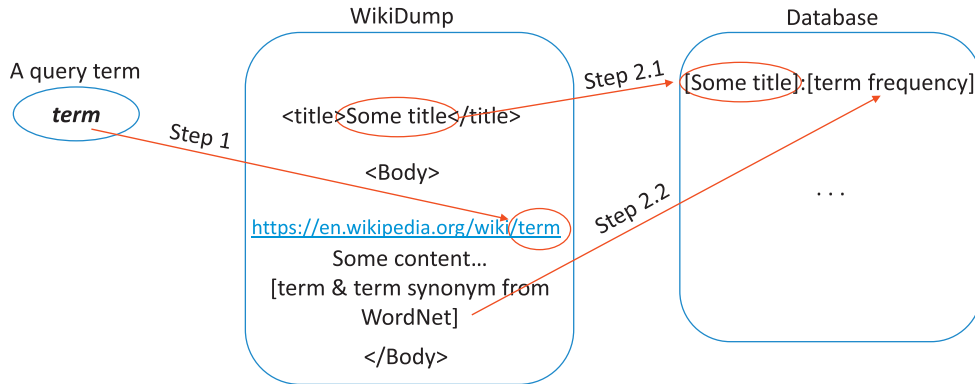 WikiDump
Database
A query term
term
Step 1
<title>Some title</title>
Step 2.1
[Some title]:[term frequency]
<Body>
https://en.wikipedia.org/wiki/term
Step 2.2
. . .
Some content...
[term & term synonym from
WordNet]
</Body>